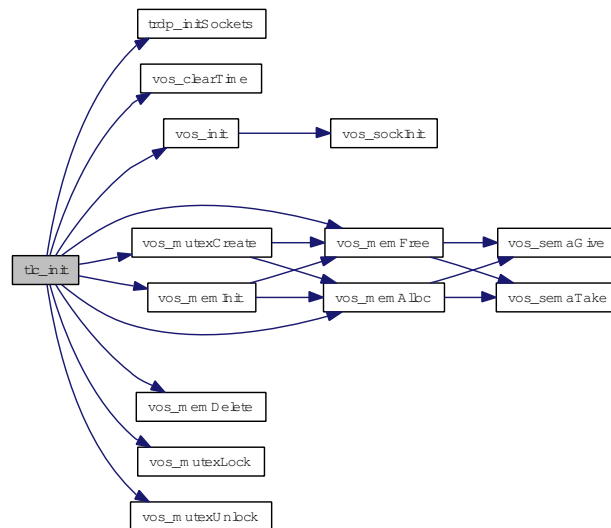 trdp_initSockets
vos_clearTime
vos_init
vos_sockInit
vos_mutexCreate
vos_memFree
vos_semaGive
tlc_init
vos_memInit
vos_memAlloc
vos_semaTake
vos_memDelete
vos_mutexLock
vos_mutexUnlock